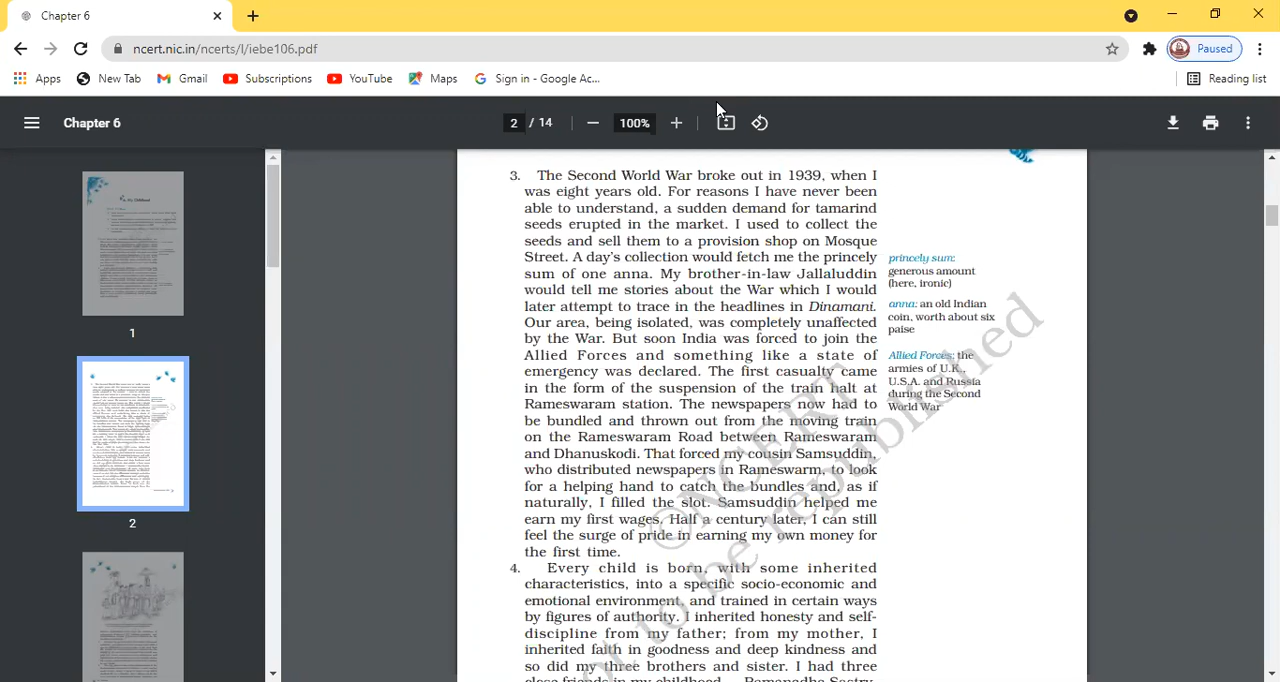 Chapter 6
ncert.nic.in/ncerts/l/iebe106.pdf
Paused
Apps
New Tab
Gmail
Subscriptions
YouTube
Maps
Sign in - Google Ac...
Reading list
Chapter 6
2 / 14
100%
1
2
3. The Second World War broke out in 1939, when I
was eight years old. For reasons I have never been
able to understand, a sudden demand for tamarind
seeds erupted in the market. I used to collect the
seeds and sell them to a provision shop on Mosque
Street. A day's collection would fetch me the princely
sum of one anna. My brother-in-law Jallaluddin
would tell me stories about the War which I would
later attempt to trace in the headlines in Dinamani.
Our area, being isolated, was completely unaffected
by the War. But soon India was forced to join the
Allied Forces and something like a state of
emergency was declared. The first casualty came
in the form of the suspension of the train halt at
Rameswaram station. The newspapers now had to
be bundled and thrown out from the moving train
on the Rameswaram Road between Rameswaram
and Dhanuskodi. That forced my cousin Samsuddin,
who distributed newspapers in Rameswaram, to look
for a helping hand to catch the bundles and, as if
naturally, I filled the slot. Samsuddin helped me
earn my first wages. Half a century later, I can still
feel the surge of pride in earning my own money for
the first time.
4. Every child is born, with some inherited
characteristics, into a specific socio-economic and
emotional environment, and trained in certain ways
by figures of authority. I inherited honesty and self-
discipline from my father; from my mother, I
inherited faith in goodness and deep kindness and
so did my three brothers and sister. I had three
close friends in my childhood — Ramanadha Sastry,
princely sum:
generous amount
(here, ironic)
anna: an old Indian
coin, worth about six
paise
Allied Forces: the
armies of U.K.,
U.S.A. and Russia
during the Second
World War
©NCERT
not to be republished